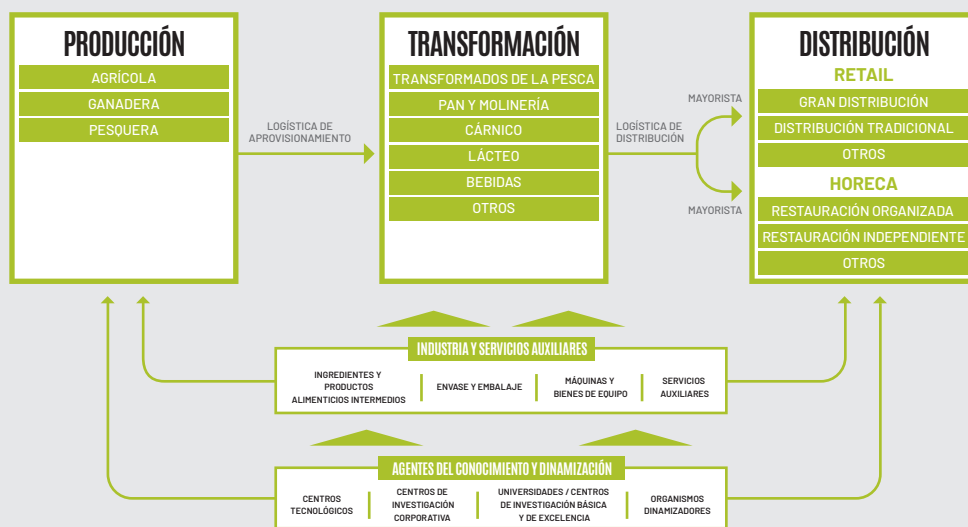 PRODUCCIÓN
AGRÍCOLA
GANADERA
PESQUERA
LOGÍSTICA DE
APROVISIONAMIENTO
TRANSFORMACIÓN
TRANSFORMADOS DE LA PESCA
PAN Y MOLINERÍA
CÁRNICO
LÁCTEO
BEBIDAS
OTROS
LOGÍSTICA DE
DISTRIBUCIÓN
MAYORISTA
MAYORISTA
DISTRIBUCIÓN
RETAIL
GRAN DISTRIBUCIÓN
DISTRIBUCIÓN TRADICIONAL
OTROS
HORECA
RESTAURACIÓN ORGANIZADA
RESTAURACIÓN INDEPENDIENTE
OTROS
INDUSTRIA Y SERVICIOS AUXILIARES
INGREDIENTES Y
PRODUCTOS
ALIMENTICIOS INTERMEDIOS
ENVASE Y EMBALAJE
MÁQUINAS Y
BIENES DE EQUIPO
SERVICIOS
AUXILIARES
AGENTES DEL CONOCIMIENTO Y DINAMIZACIÓN
CENTROS
TECNOLÓGICOS
CENTROS DE
INVESTIGACIÓN
CORPORATIVA
UNIVERSIDADES / CENTROS
DE INVESTIGACIÓN BÁSICA
Y DE EXCELENCIA
ORGANISMOS
DINAMIZADORES